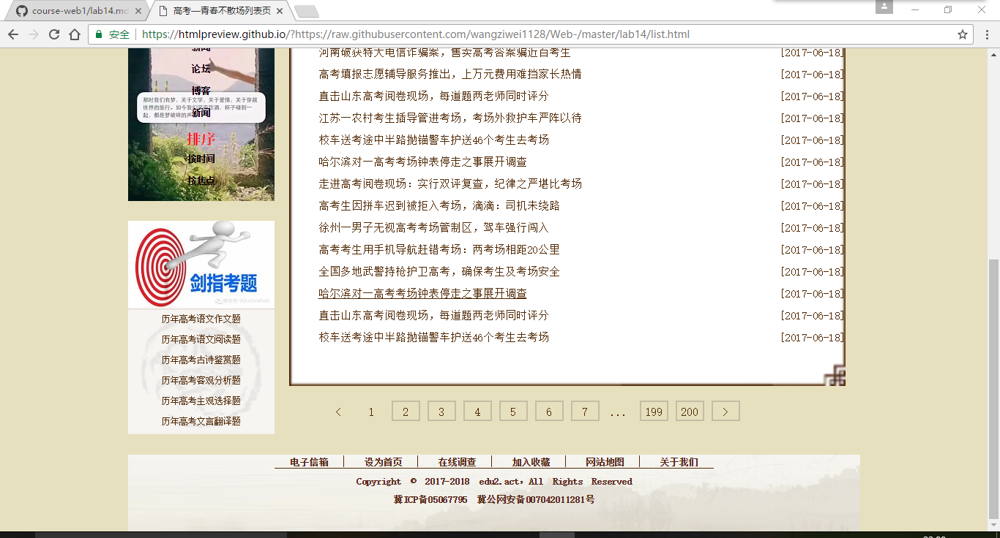 course-web1/lab14.md
高考—青春不散场列表页
安全
https://htmlpreview.github.io/?https://raw.githubusercontent.com/wangziwei1128/Web-/master/lab14/list.html
新闻
论坛
博客
那时我们有梦，关于文学，关于爱情，关于穿越
世界的旅行。如今我们深夜饮酒，杯子碰到一
起，都是梦破碎的声
新闻
排序
按时间
按焦点
剑指考题
历年高考语文作文题
历年高考语文阅读题
历年高考古诗鉴赏题
历年高考客观分析题
历年高考主观选择题
历年高考文言翻译题
河南破获特大电信诈骗案，售卖高考答案骗近百考生 [2017-06-18]
高考填报志愿辅导服务推出，上万元费用难挡家长热情 [2017-06-18]
直击山东高考阅卷现场，每道题两老师同时评分 [2017-06-18]
江苏一农村考生插导管进考场，考场外救护车严阵以待 [2017-06-18]
校车送考途中半路抛锚警车护送46个考生去考场 [2017-06-18]
哈尔滨对一高考考场钟表停走之事展开调查 [2017-06-18]
走进高考阅卷现场：实行双评复查，纪律之严堪比考场 [2017-06-18]
高考生因拼车迟到被拒入考场，滴滴：司机未绕路 [2017-06-18]
徐州一男子无视高考考场管制区，驾车强行闯入 [2017-06-18]
高考考生用手机导航赶错考场：两考场相距20公里 [2017-06-18]
全国多地武警持枪护卫高考，确保考生及考场安全 [2017-06-18]
哈尔滨对一高考考场钟表停走之事展开调查 [2017-06-18]
直击山东高考阅卷现场，每道题两老师同时评分 [2017-06-18]
校车送考途中半路抛锚警车护送46个考生去考场 [2017-06-18]
< 1 2 3 4 5 6 7 ... 199 200 >
电子信箱 设为首页 在线调查 加入收藏 网站地图 关于我们
Copyright © 2017-2018 edu2.act，All Rights Reserved
冀ICP备05067795 冀公网安备007042011281号